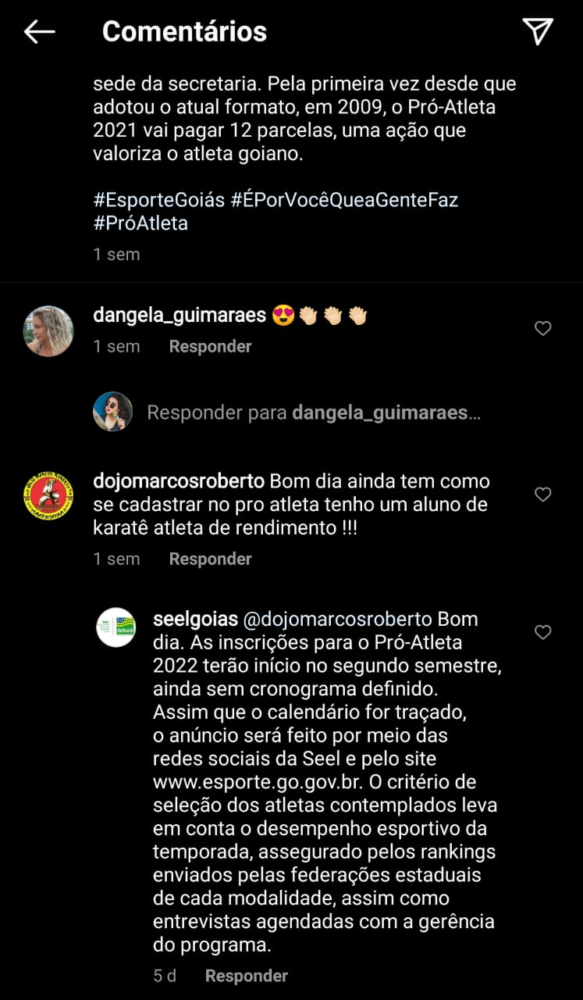 Comentários
sede da secretaria. Pela primeira vez desde que
adotou o atual formato, em 2009, o Pró-Atleta
2021 vai pagar 12 parcelas, uma ação que
valoriza o atleta goiano.
#EsporteGoiás #ÉPorVocêQueaGenteFaz
#PróAtleta
1 sem
dangela_guimaraes 😍👏🏻👏🏻👏🏻
1 sem Responder
Responder para dangela_guimaraes...
dojomarcosroberto Bom dia ainda tem como
se cadastrar no pro atleta tenho um aluno de
karatê atleta de rendimento !!!
1 sem Responder
seelgoias @dojomarcosroberto Bom
dia. As inscrições para o Pró-Atleta
2022 terão início no segundo semestre,
ainda sem cronograma definido.
Assim que o calendário for traçado,
o anúncio será feito por meio das
redes sociais da Seel e pelo site
www.esporte.go.gov.br. O critério de
seleção dos atletas contemplados leva
em conta o desempenho esportivo da
temporada, assegurado pelos rankings
enviados pelas federações estaduais
de cada modalidade, assim como
entrevistas agendadas com a gerência
do programa.
5 d Responder